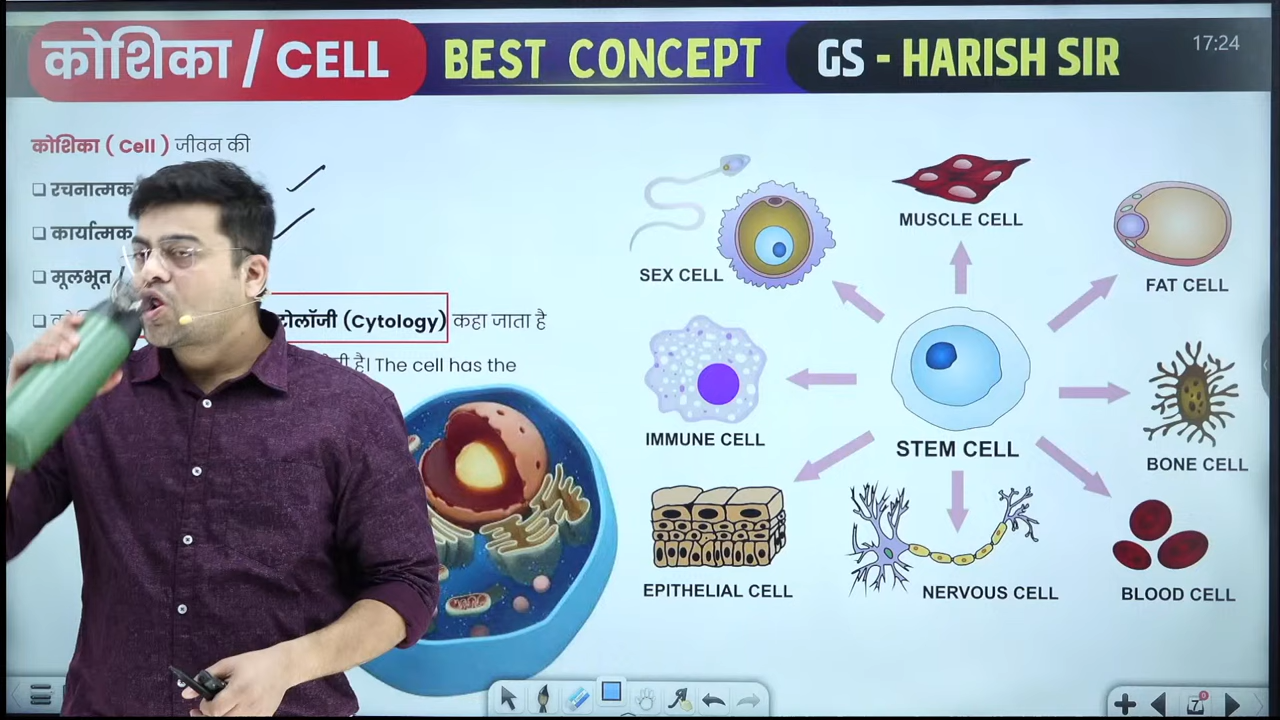 कोशिका / CELL
BEST CONCEPT
GS - HARISH SIR
17:24
कोशिका ( Cell ) जीवन की
रचनात्मक
कार्यात्मक
मूलभूत /
टोलॉजी (Cytology) कहा जाता है
है। The cell has the
SEX CELL
MUSCLE CELL
FAT CELL
IMMUNE CELL
STEM CELL
BONE CELL
EPITHELIAL CELL
NERVOUS CELL
BLOOD CELL